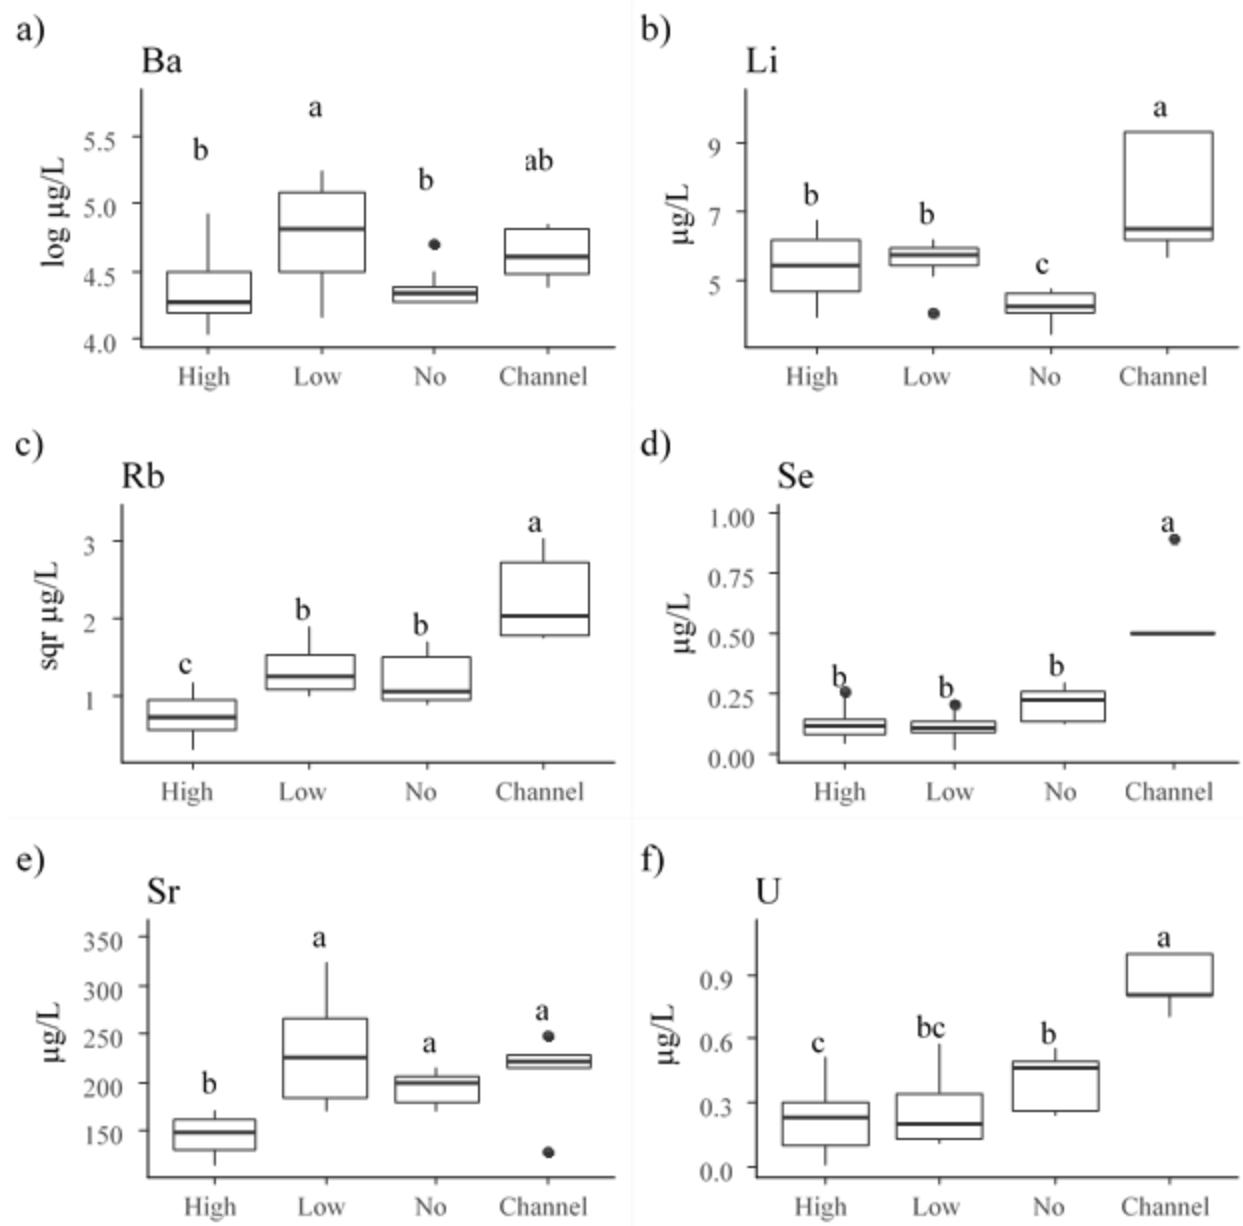 a)
Ba
log µg/L
5.5
5.0
4.5
4.0
b
a
b
ab
High Low No Channel
b)
Li
µg/L
9
7
5
b
b
c
a
High Low No Channel
c)
Rb
sqr µg/L
3
2
1
c
b
b
a
High Low No Channel
d)
Se
µg/L
1.00
0.75
0.50
0.25
0.00
b
b
b
a
High Low No Channel
e)
Sr
µg/L
350
300
250
200
150
b
a
a
a
High Low No Channel
f)
U
µg/L
0.9
0.6
0.3
0.0
c
bc
b
a
High Low No Channel